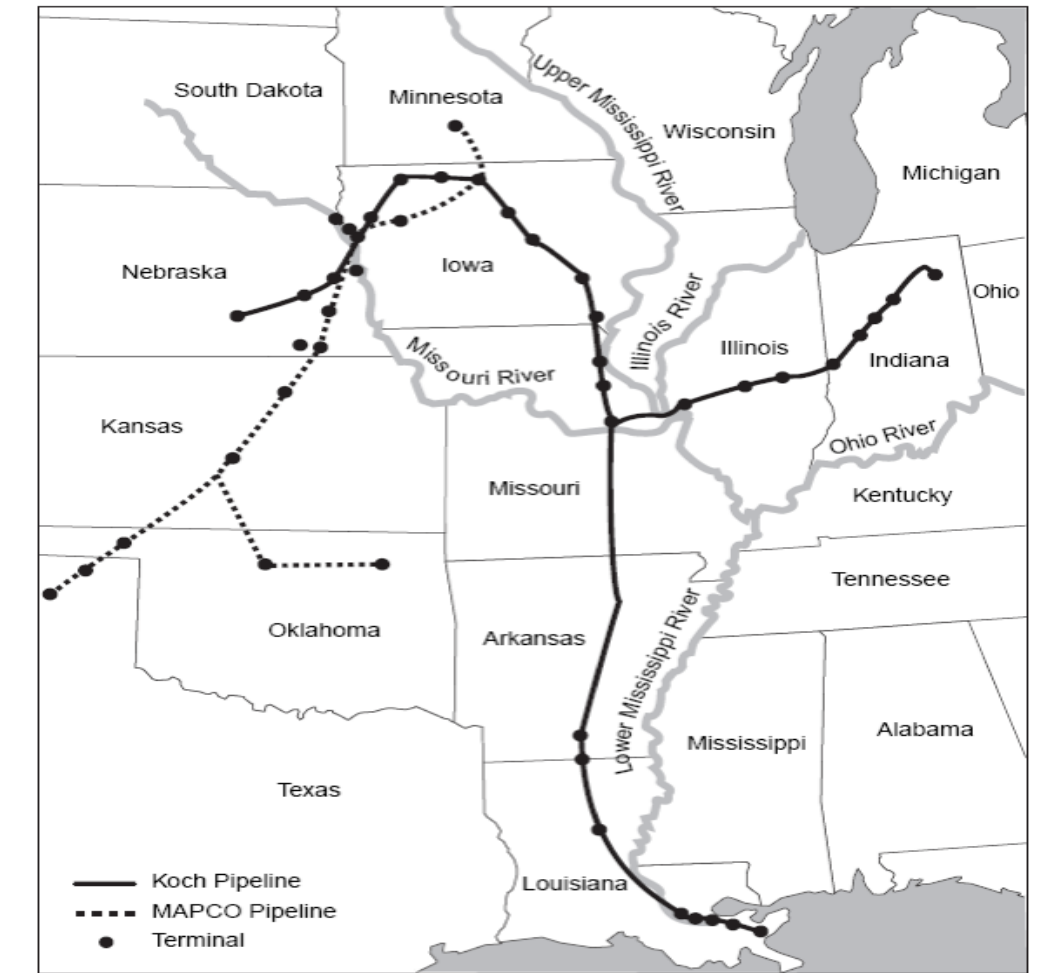 South Dakota
Minnesota
Upper Mississippi River
Wisconsin
Michigan
Nebraska
Iowa
Illinois River
Ohio
Illinois
Indiana
Missouri River
Kansas
Ohio River
Missouri
Kentucky
Tennessee
Oklahoma
Arkansas
Lower Mississippi River
Mississippi
Alabama
Texas
Louisiana
Koch Pipeline
MAPCO Pipeline
Terminal